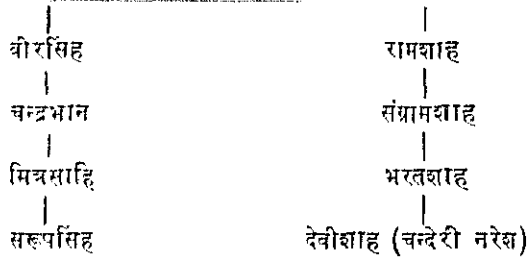 वीरसिंह रामशाह
चन्द्रभान संग्रामशाह
मित्रसाहि भरतशाह
सरूपसिंह देवीशाह (चन्देरी नरेश)